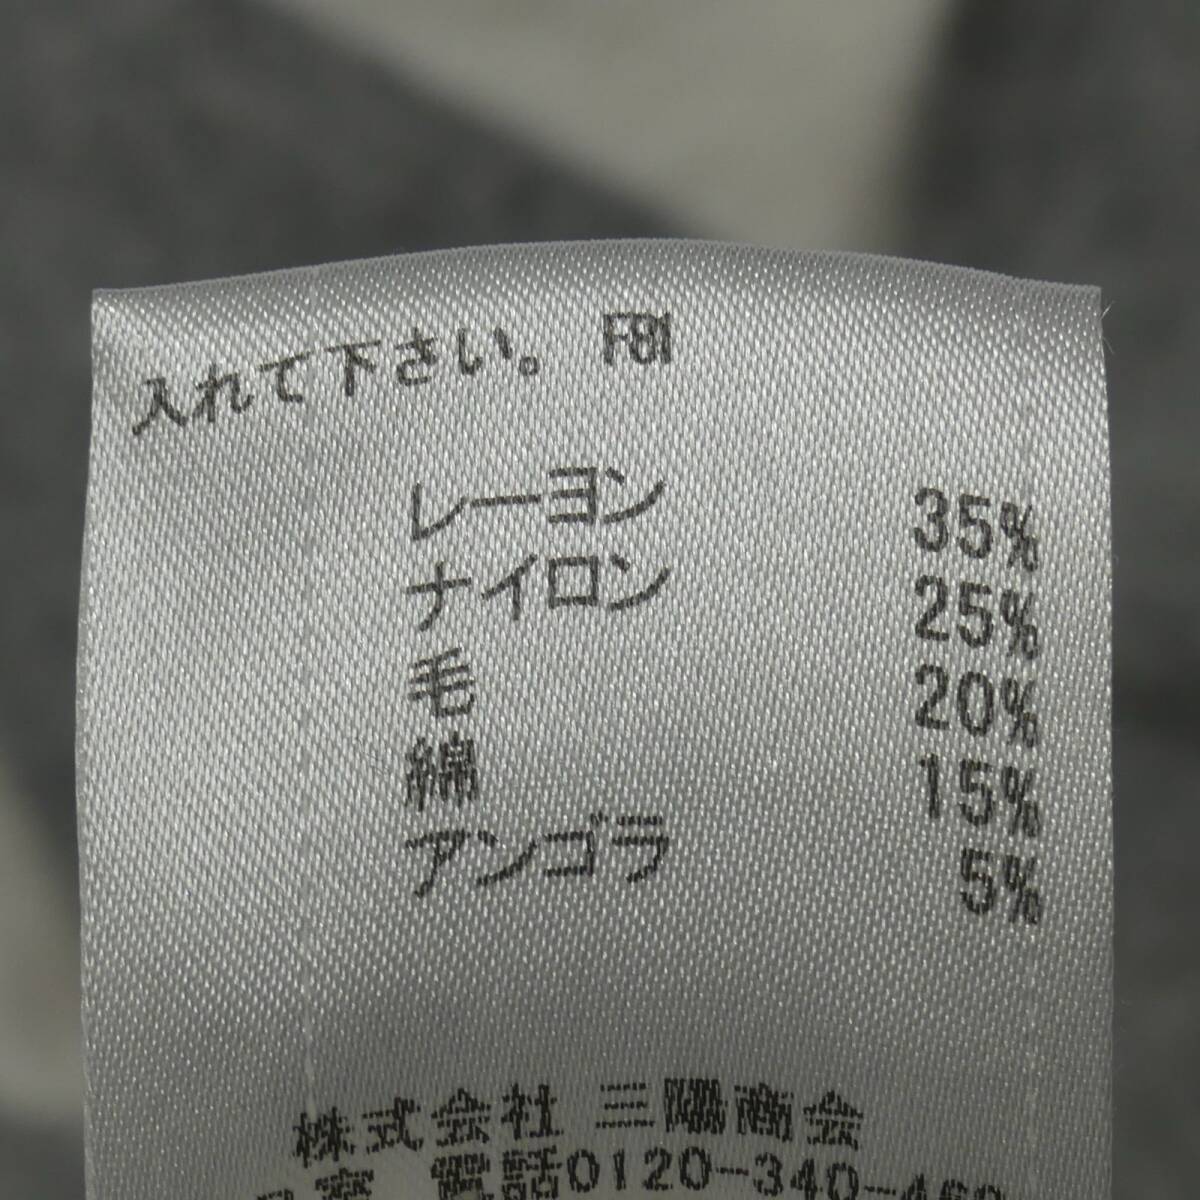 入れて下さい。 F81
レーヨン 35%
ナイロン 25%
毛 20%
綿 15%
アンゴラ 5%
株式会社 三陽商会
電話0120-340-460